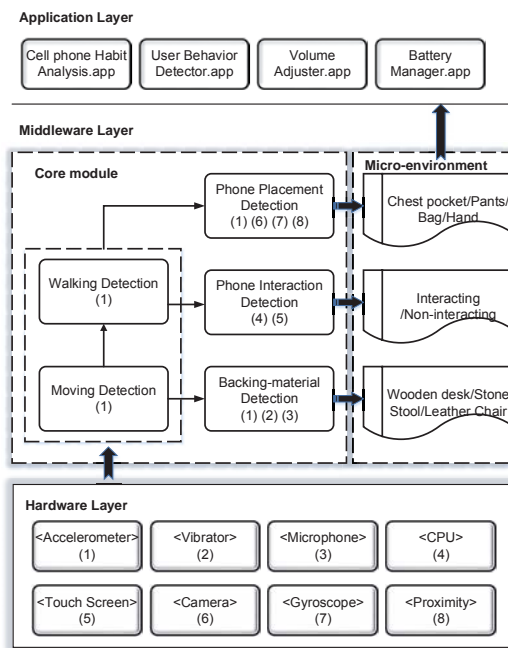 Application Layer
Cell phone Habit
Analysis.app
User Behavior
Detector.app
Volume
Adjuster.app
Battery
Manager.app
Middleware Layer
Core module
Micro-environment
Phone Placement
Detection
(1) (6) (7) (8)
Chest pocket/Pants/
Bag/Hand
Walking Detection
(1)
Phone Interaction
Detection
(4) (5)
Interacting
/Non-interacting
Moving Detection
(1)
Backing-material
Detection
(1) (2) (3)
Wooden desk/Stone
Stool/Leather Chair
Hardware Layer
<Accelerometer>
(1)
<Vibrator>
(2)
<Microphone>
(3)
<CPU>
(4)
<Touch Screen>
(5)
<Camera>
(6)
<Gyroscope>
(7)
<Proximity>
(8)